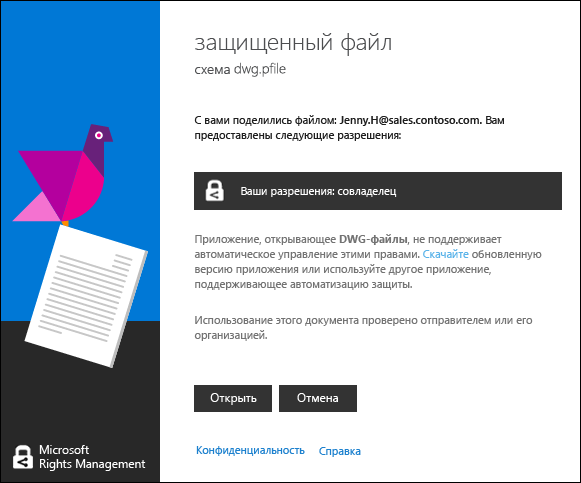 защищенный файл
схема dwg.pfile
С вами поделились файлом: Jenny.H@sales.contoso.com. Вам
предоставлены следующие разрешения:
Ваши разрешения: совладелец
Приложение, открывающее DWG-файлы, не поддерживает
автоматическое управление этими правами. Скачайте обновленную
версию приложения или используйте другое приложение,
поддерживающее автоматизацию защиты.
Использование этого документа проверено отправителем или его
организацией.
Открыть
Отмена
Конфиденциальность
Справка
Microsoft
Rights Management